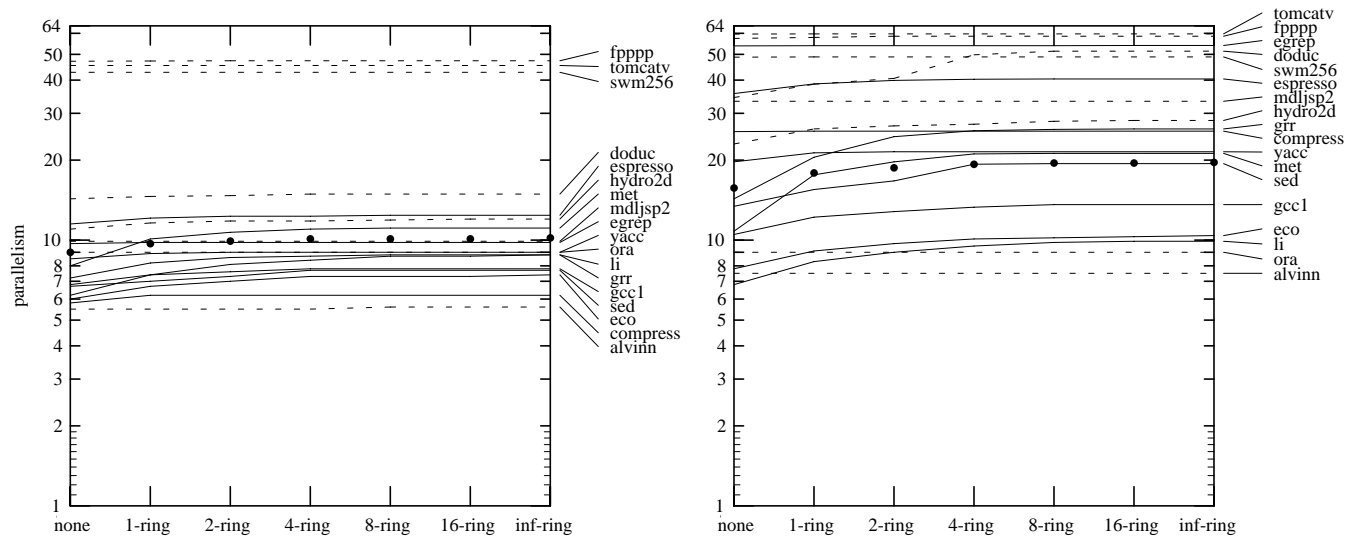 parallelism
64
50
40
30
20
10
8
7
6
5
4
3
2
1
none 1-ring 2-ring 4-ring 8-ring 16-ring inf-ring
fpppp
tomcatv
swm256
doduc
espresso
hydro2d
met
mdljsp2
egrep
yacc
ora
li
grr
gcc1
sed
eco
compress
alvinn
64
50
40
30
20
10
8
7
6
5
4
3
2
1
none 1-ring 2-ring 4-ring 8-ring 16-ring inf-ring
tomcatv
fpppp
egrep
doduc
swm256
espresso
mdljsp2
hydro2d
grr
compress
yacc
met
sed
gcc1
eco
li
ora
alvinn